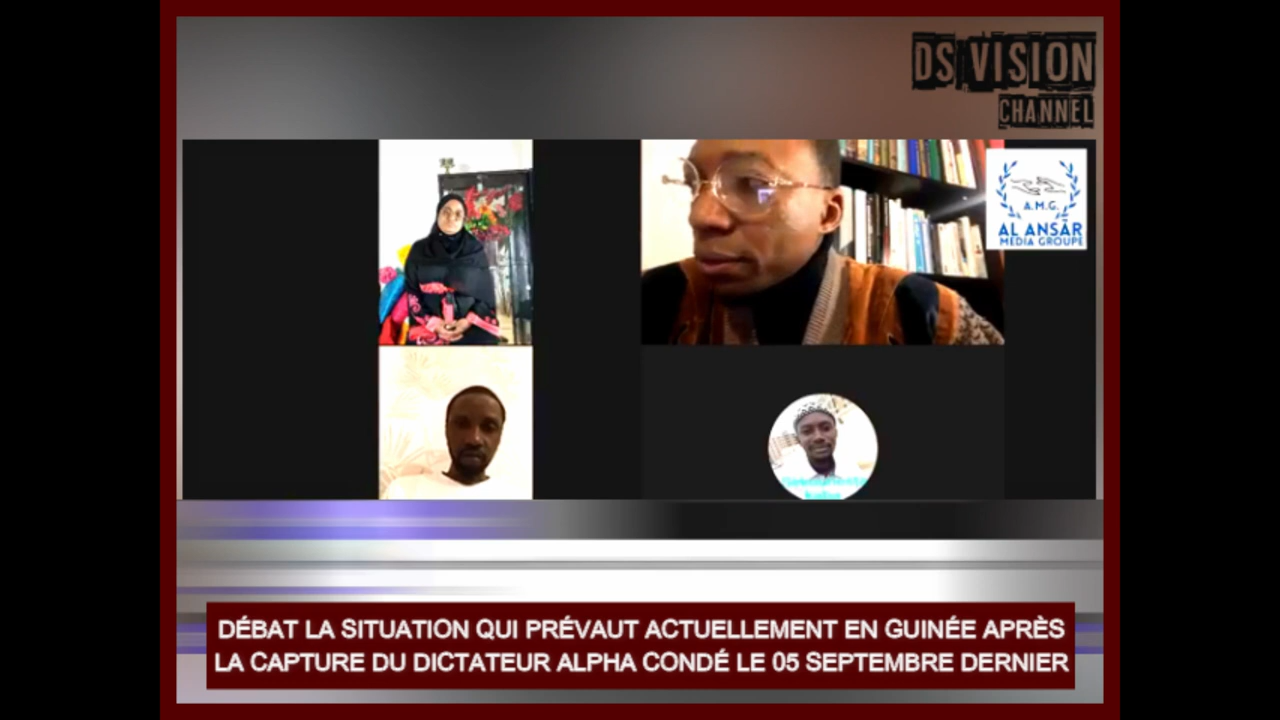 DS VISION
CHANNEL
A.M.G.
AL ANSÃR
MEDIA GROUPE
DÉBAT LA SITUATION QUI PRÉVAUT ACTUELLEMENT EN GUINÉE APRÈS
LA CAPTURE DU DICTATEUR ALPHA CONDÉ LE 05 SEPTEMBRE DERNIER